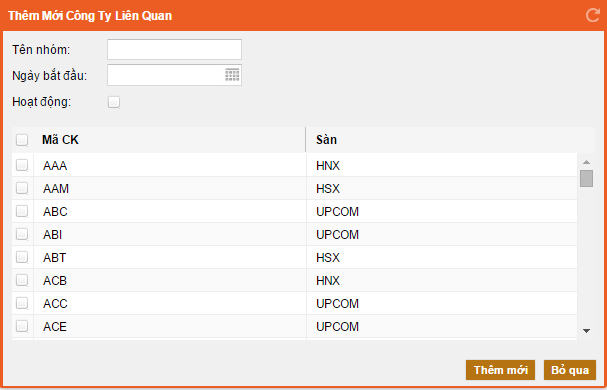 Thêm Mới Công Ty Liên Quan
Tên nhóm:
Ngày bắt đầu:
Hoạt động:
Mã CK Sàn
AAA HNX
AAM HSX
ABC UPCOM
ABI UPCOM
ABT HSX
ACB HNX
ACC UPCOM
ACE UPCOM
Thêm mới Bỏ qua